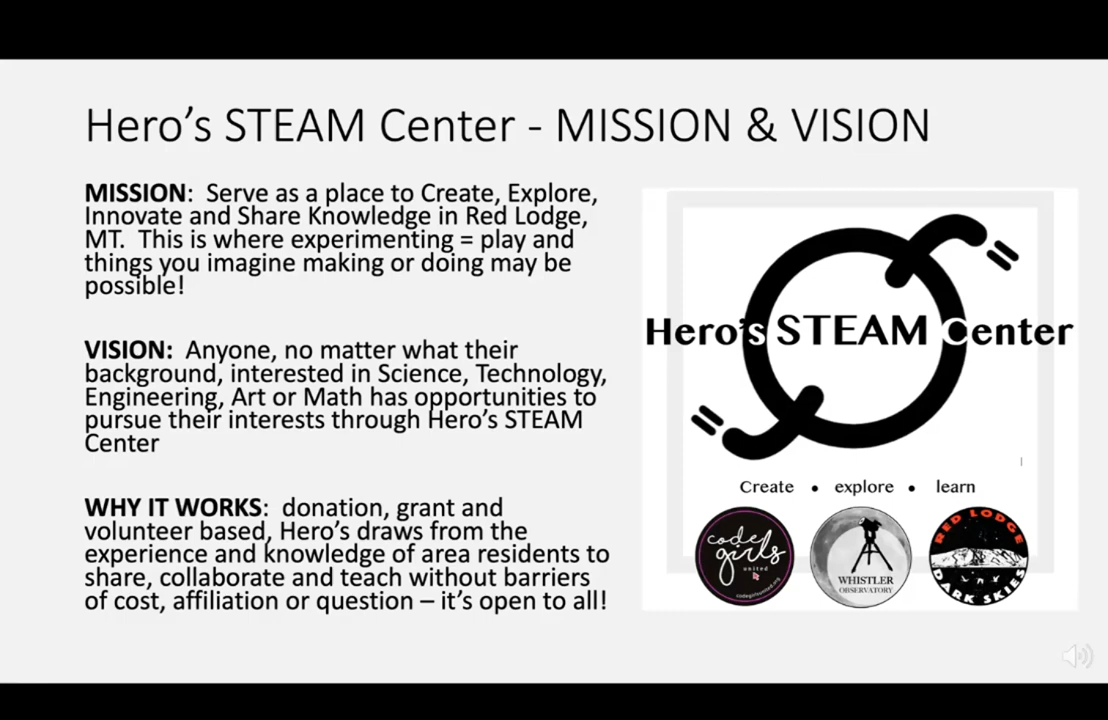 Hero's STEAM Center - MISSION & VISION
MISSION:  Serve as a place to Create, Explore,
Innovate and Share Knowledge in Red Lodge,
MT.  This is where experimenting = play and
things you imagine making or doing may be
possible!
VISION:  Anyone, no matter what their
background, interested in Science, Technology,
Engineering, Art or Math has opportunities to
pursue their interests through Hero's STEAM
Center
WHY IT WORKS:  donation, grant and
volunteer based, Hero's draws from the
experience and knowledge of area residents to
share, collaborate and teach without barriers
of cost, affiliation or question – it's open to all!
Hero's STEAM Center
Create • explore • learn
code
girls
united
codegirlsunited.org
WHISTLER
OBSERVATORY
RED LODGE
DARK SKIES